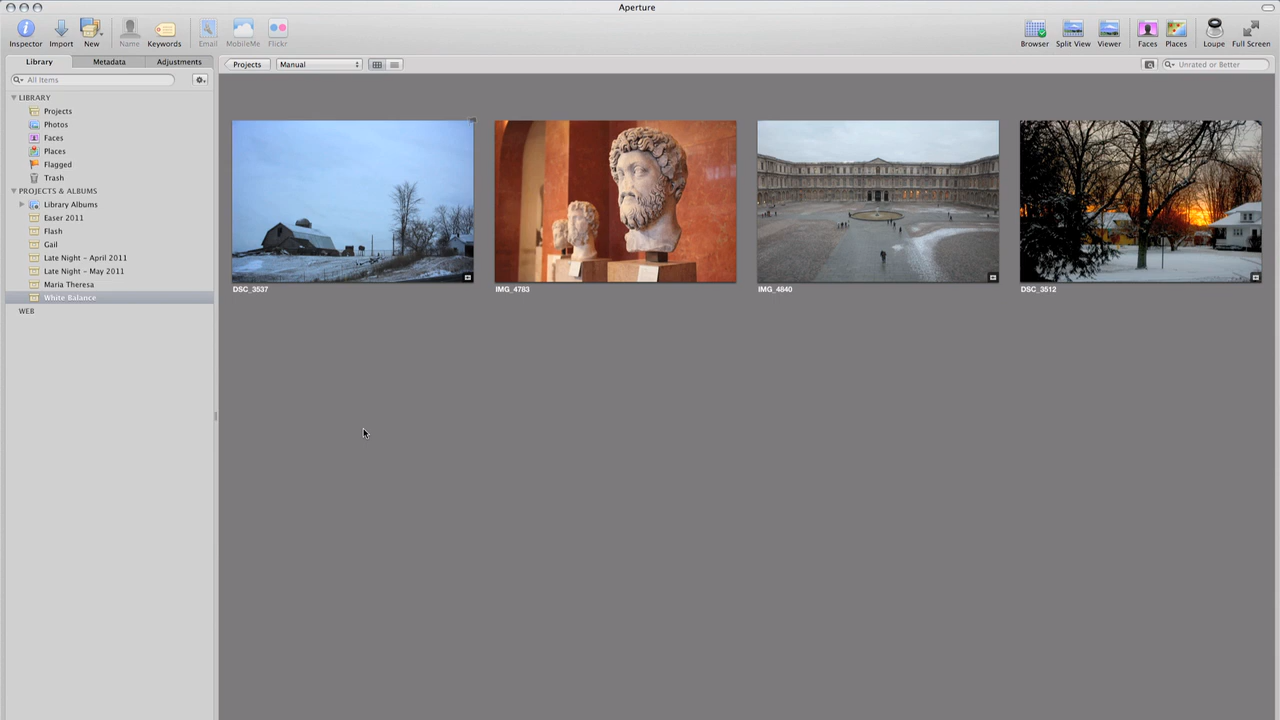 Aperture
Inspector Import New Name Keywords Email MobileMe Flickr Browser Split View Viewer Faces Places Loupe Full Screen
Library Metadata Adjustments
Projects Manual Unrated or Better
All Items
LIBRARY
Projects
Photos
Faces
Places
Flagged
Trash
PROJECTS & ALBUMS
Library Albums
Easer 2011
Flash
Gail
Late Night - April 2011
Late Night - May 2011
Maria Theresa
White Balance
WEB
DSC_3537 IMG_4783 IMG_4840 DSC_3512